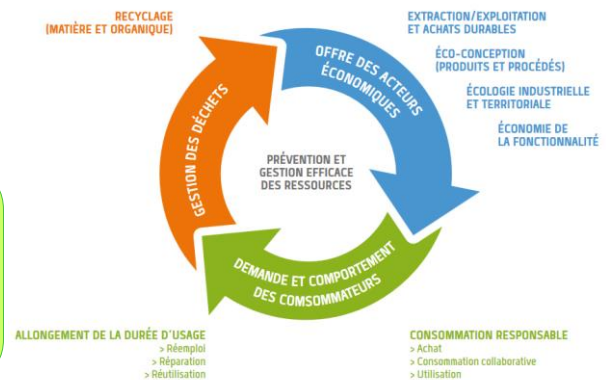 RECYCLAGE
(MATIÈRE ET ORGANIQUE)
EXTRACTION/EXPLOITATION
ET ACHATS DURABLES
ÉCO-CONCEPTION
(PRODUITS ET PROCÉDÉS)
ÉCOLOGIE INDUSTRIELLE
ET TERRITORIALE
ÉCONOMIE DE
LA FONCTIONNALITÉ
OFFRE DES ACTEURS
ÉCONOMIQUES
GESTION DES DÉCHETS
PRÉVENTION ET
GESTION EFFICACE
DES RESSOURCES
DEMANDE ET COMPORTEMENT
DES COMSOMMATEURS
ALLONGEMENT DE LA DURÉE D'USAGE
> Réemploi
> Réparation
> Réutilisation
CONSOMMATION RESPONSABLE
> Achat
> Consommation collaborative
> Utilisation